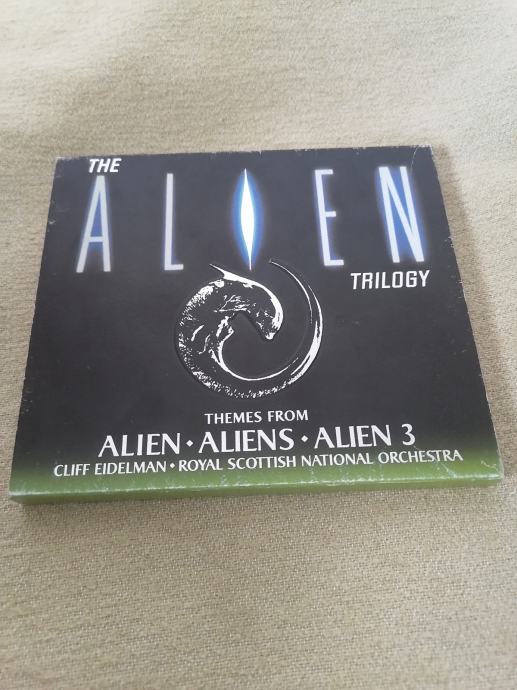 THE
ALIEN
TRILOGY
THEMES FROM
ALIEN • ALIENS • ALIEN 3
CLIFF EIDELMAN • ROYAL SCOTTISH NATIONAL ORCHESTRA